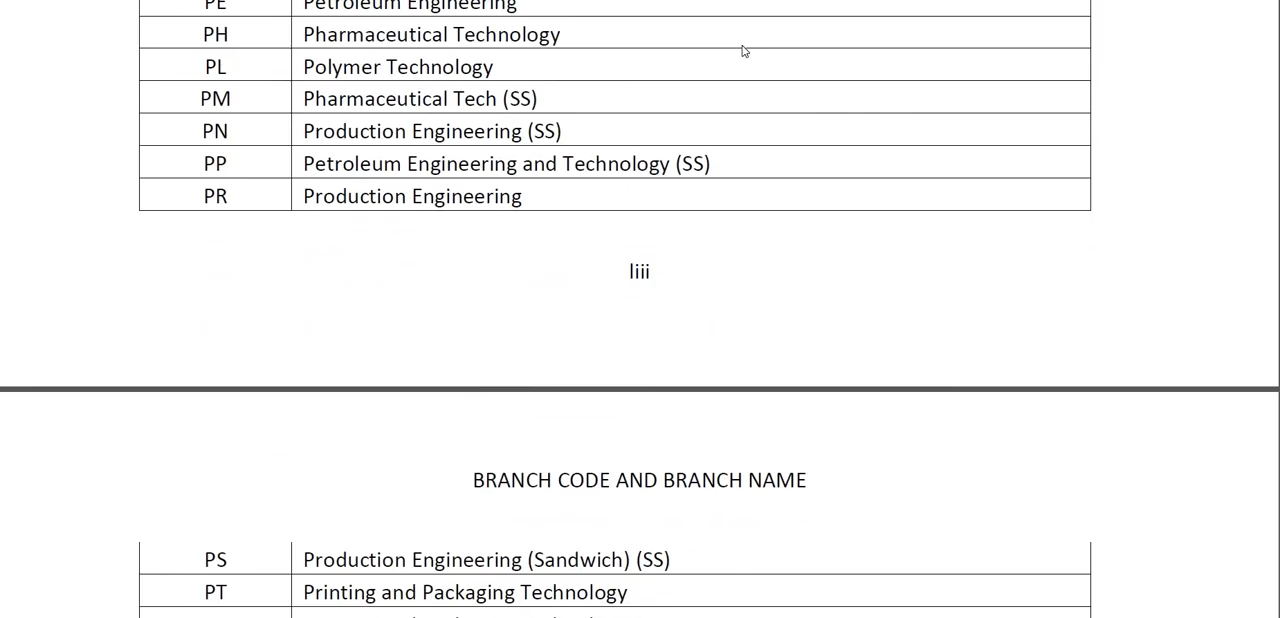 PE Petroleum Engineering
PH Pharmaceutical Technology
PL Polymer Technology
PM Pharmaceutical Tech (SS)
PN Production Engineering (SS)
PP Petroleum Engineering and Technology (SS)
PR Production Engineering
liii
BRANCH CODE AND BRANCH NAME
PS Production Engineering (Sandwich) (SS)
PT Printing and Packaging Technology